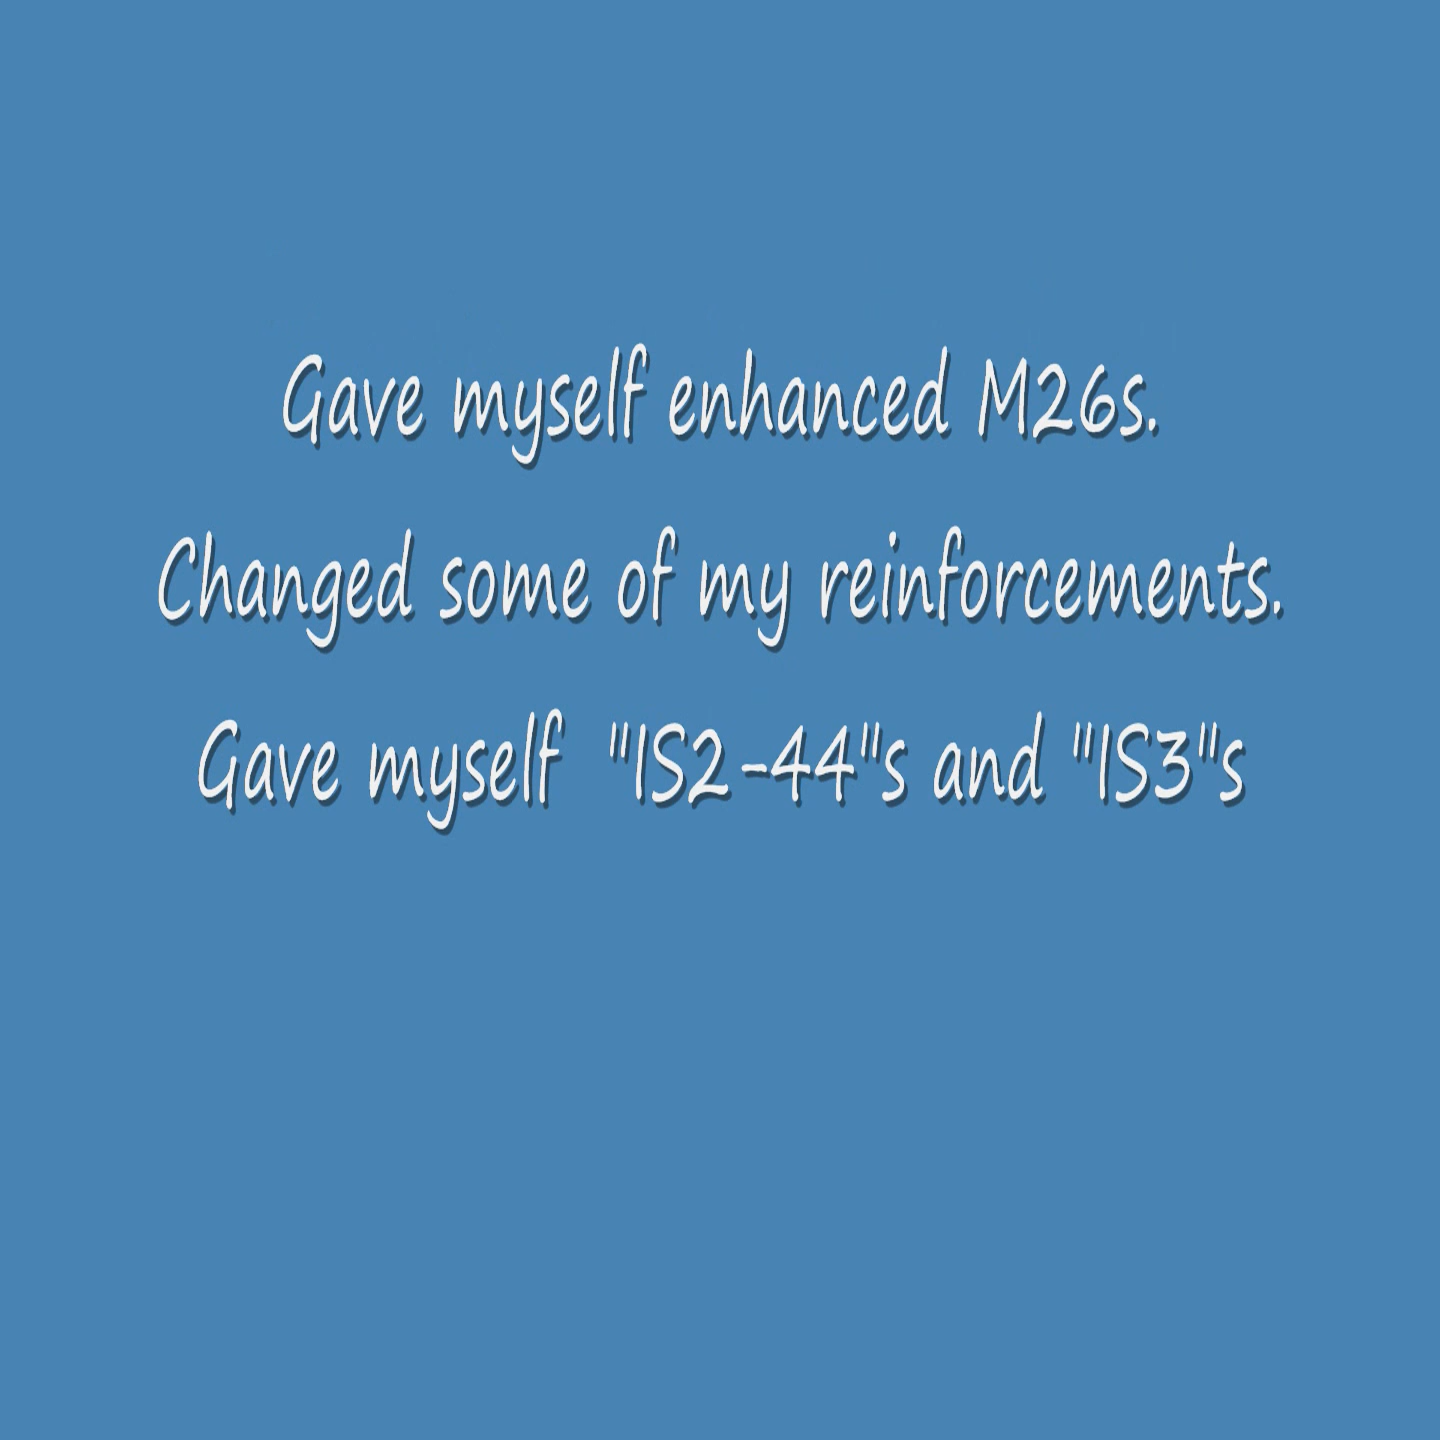 Gave myself enhanced M26s.
Changed some of my reinforcements.
Gave myself "IS2-44"s and "IS3"s